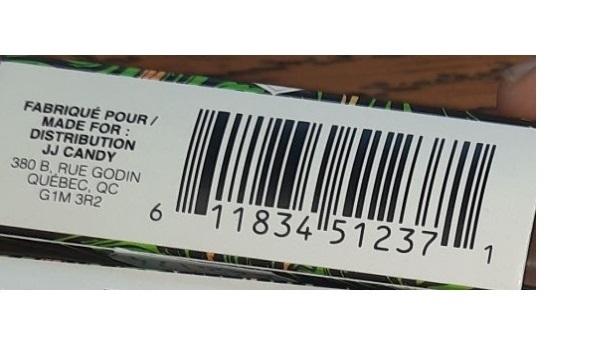 FABRIQUÉ POUR /
MADE FOR :
DISTRIBUTION
JJ CANDY
380 B, RUE GODIN
QUÉBEC, QC
G1M 3R2
6 11834 51237 1